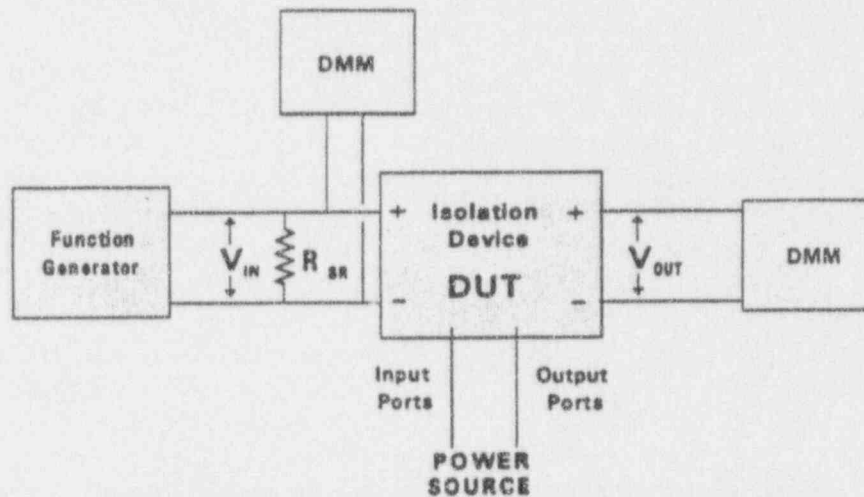 DMM
Function
Generator
V IN
R SR
+
Isolation
Device
DUT
+
-
-
V OUT
DMM
Input
Ports
Output
Ports
POWER
SOURCE